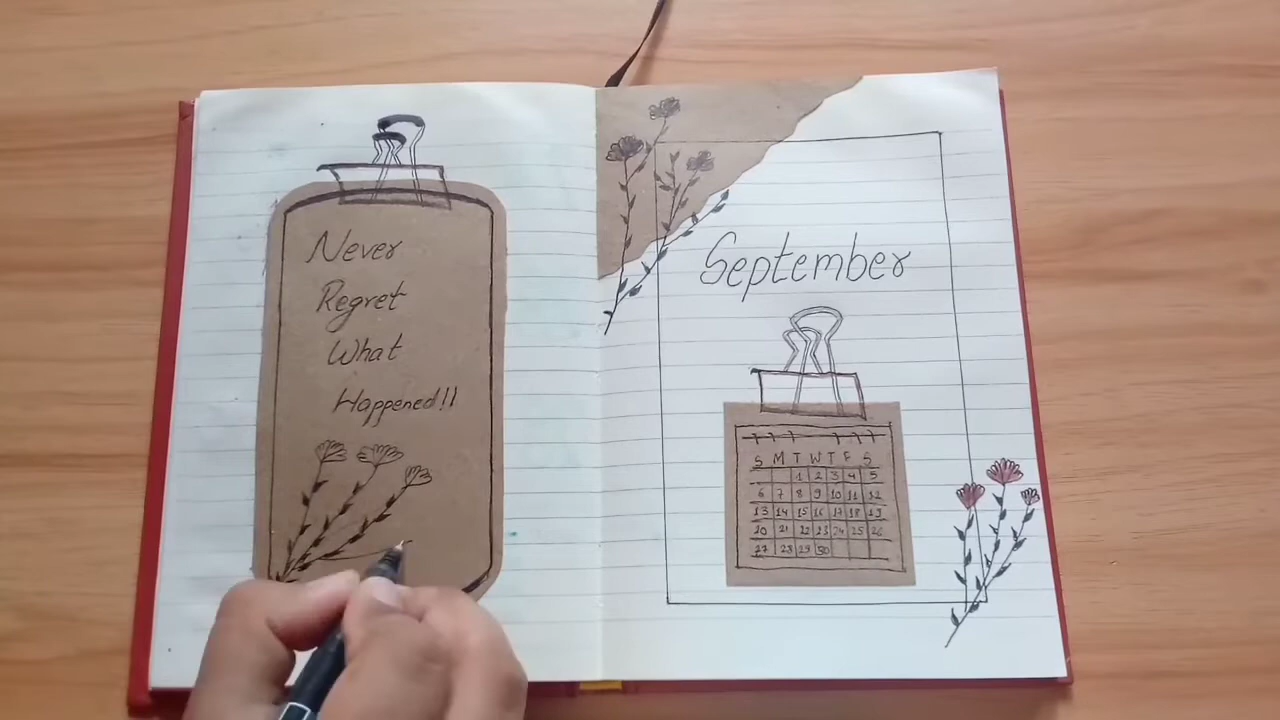 Never
Regret
What
Happened!!
September
S M T W T F S
1 2 3 4 5
6 7 8 9 10 11 12
13 14 15 16 17 18 19
20 21 22 23 24 25 26
27 28 29 30